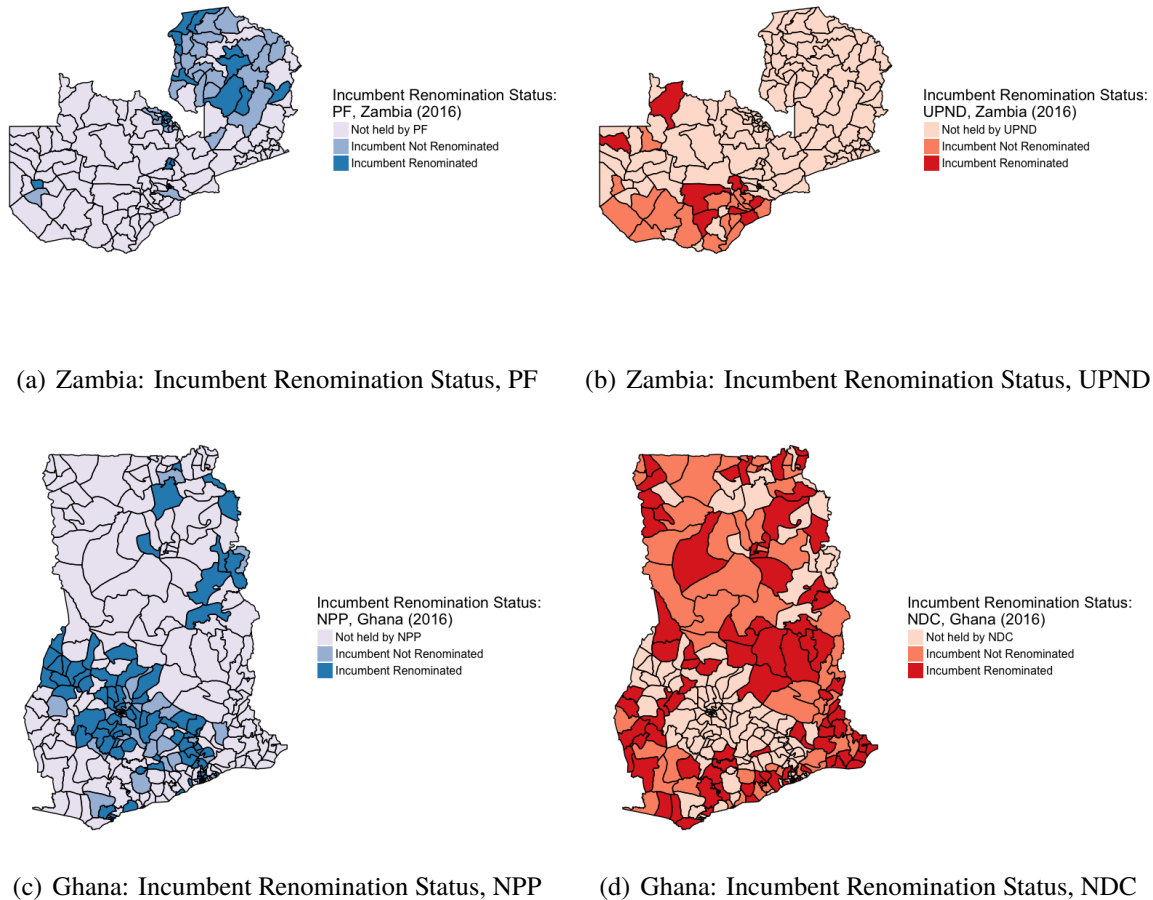 Incumbent Renomination Status:
PF, Zambia (2016)
Not held by PF
Incumbent Not Renominated
Incumbent Renominated
Incumbent Renomination Status:
UPND, Zambia (2016)
Not held by UPND
Incumbent Not Renominated
Incumbent Renominated
(a) Zambia: Incumbent Renomination Status, PF
(b) Zambia: Incumbent Renomination Status, UPND
Incumbent Renomination Status:
NPP, Ghana (2016)
Not held by NPP
Incumbent Not Renominated
Incumbent Renominated
Incumbent Renomination Status:
NDC, Ghana (2016)
Not held by NDC
Incumbent Not Renominated
Incumbent Renominated
(c) Ghana: Incumbent Renomination Status, NPP
(d) Ghana: Incumbent Renomination Status, NDC